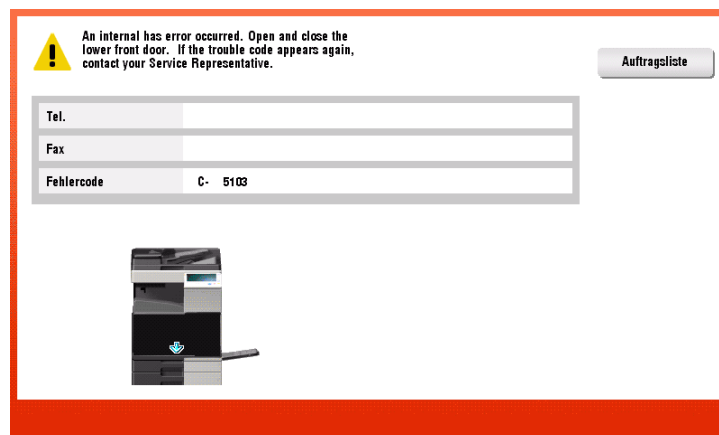 An internal has error occurred. Open and close the
lower front door. If the trouble code appears again,
contact your Service Representative.
Auftragsliste
Tel.
Fax
Fehlercode C- 5103